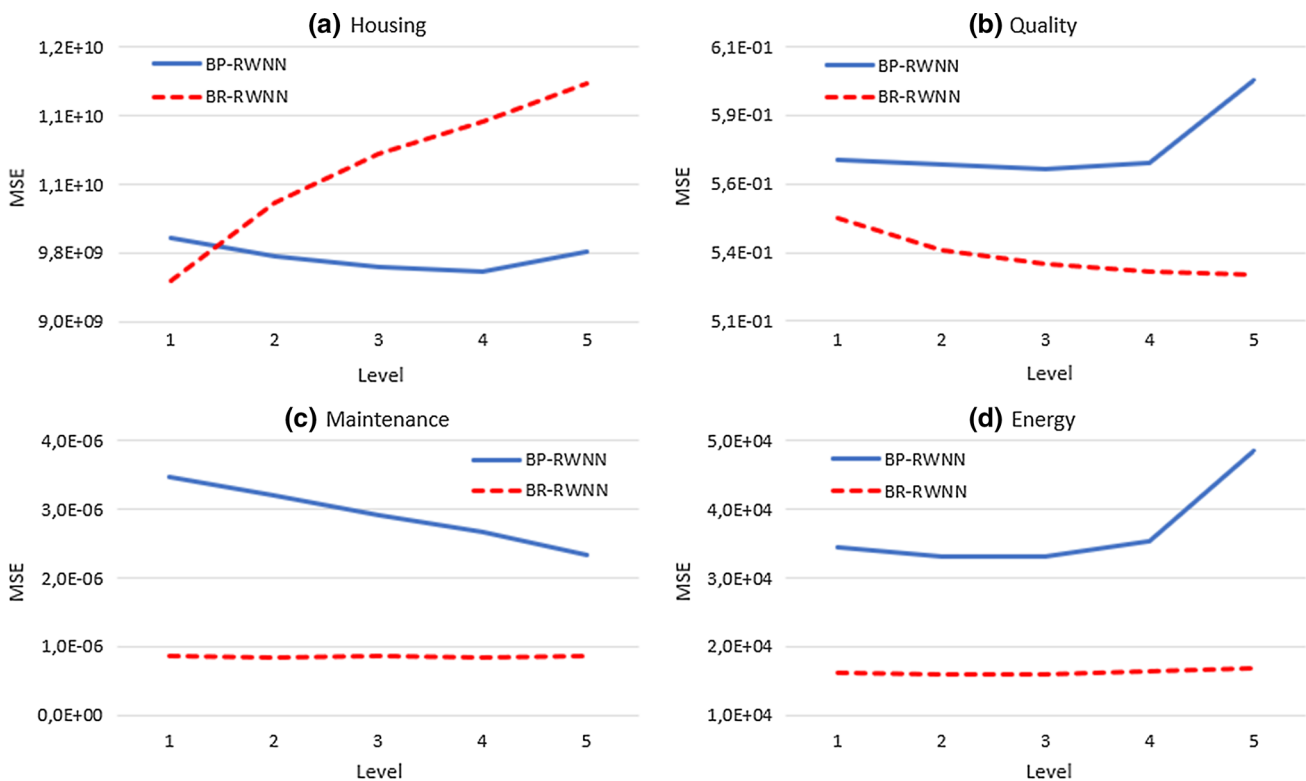 (a) Housing
1,2E+10
1,1E+10
1,1E+10
9,8E+09
9,0E+09
MSE
BP-RWNN
BR-RWNN
1 2 3 4 5
Level
(b) Quality
6,1E-01
5,9E-01
5,6E-01
5,4E-01
5,1E-01
MSE
BP-RWNN
BR-RWNN
1 2 3 4 5
Level
(c) Maintenance
4,0E-06
3,0E-06
2,0E-06
1,0E-06
0,0E+00
MSE
BP-RWNN
BR-RWNN
1 2 3 4 5
Level
(d) Energy
5,0E+04
4,0E+04
3,0E+04
2,0E+04
1,0E+04
MSE
BP-RWNN
BR-RWNN
1 2 3 4 5
Level